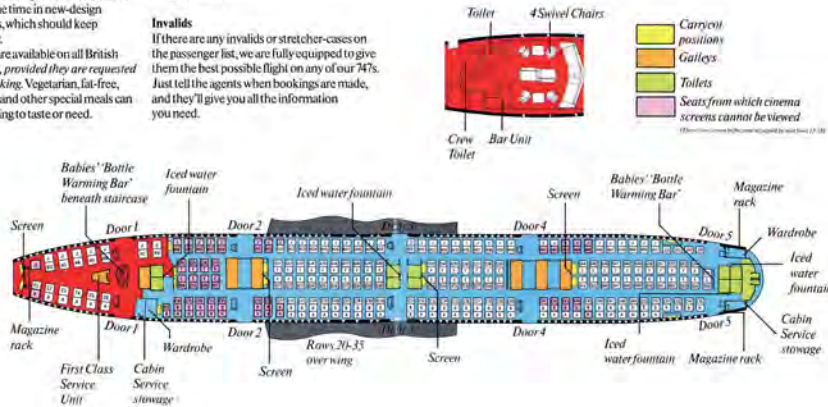 e time in new-design
s, which should keep
are available on all British
, provided they are requested
king. Vegetarian, fat-free,
and other special meals can
ing to taste or need.
Invalids
If there are any invalids or stretcher-cases on
the passenger list, we are fully equipped to give
them the best possible flight on any of our 747s.
Just tell the agents when bookings are made,
and they'll give you all the information
you need.
Toilet
4 Swivel Chairs
Crew
Toilet
Bar Unit
Carrycot
positions
Galleys
Toilets
Seats from which cinema
screens cannot be viewed
Babies' 'Bottle
Warming Bar'
beneath staircase
Iced water
fountain
Iced water fountain
Screen
Babies' 'Bottle
Warming Bar'
Magazine
rack
Screen
Door 1
Door 2
Door 4
Door 5
Wardrobe
Iced
water
fountain
Door 1
Door 2
Door 4
Door 5
Magazine
rack
Wardrobe
Rows 20-35
over wing
Iced
water fountain
Cabin
Service
stowage
First Class
Service
Unit
Cabin
Service
stowage
Screen
Screen
Magazine rack